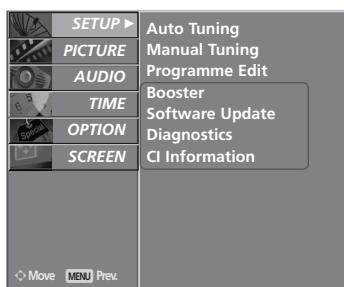 SETUP ►
PICTURE
AUDIO
TIME
OPTION
SCREEN
Auto Tuning
Manual Tuning
Programme Edit
Booster
Software Update
Diagnostics
CI Information
Move MENU Prev.